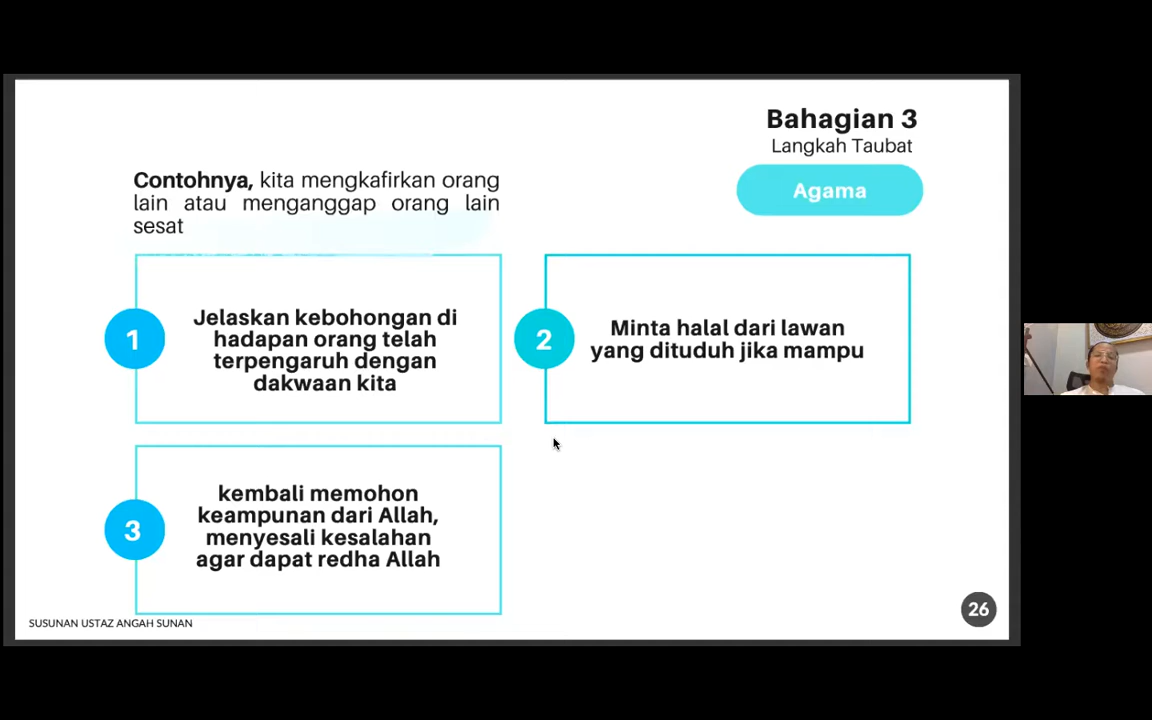 Bahagian 3
Langkah Taubat
Agama
Contohnya, kita mengkafirkan orang
lain atau menganggap orang lain
sesat
1
Jelaskan kebohongan di
hadapan orang telah
terpengaruh dengan
dakwaan kita
2
Minta halal dari lawan
yang dituduh jika mampu
3
kembali memohon
keampunan dari Allah,
menyesali kesalahan
agar dapat redha Allah
SUSUNAN USTAZ ANGAH SUNAN
26